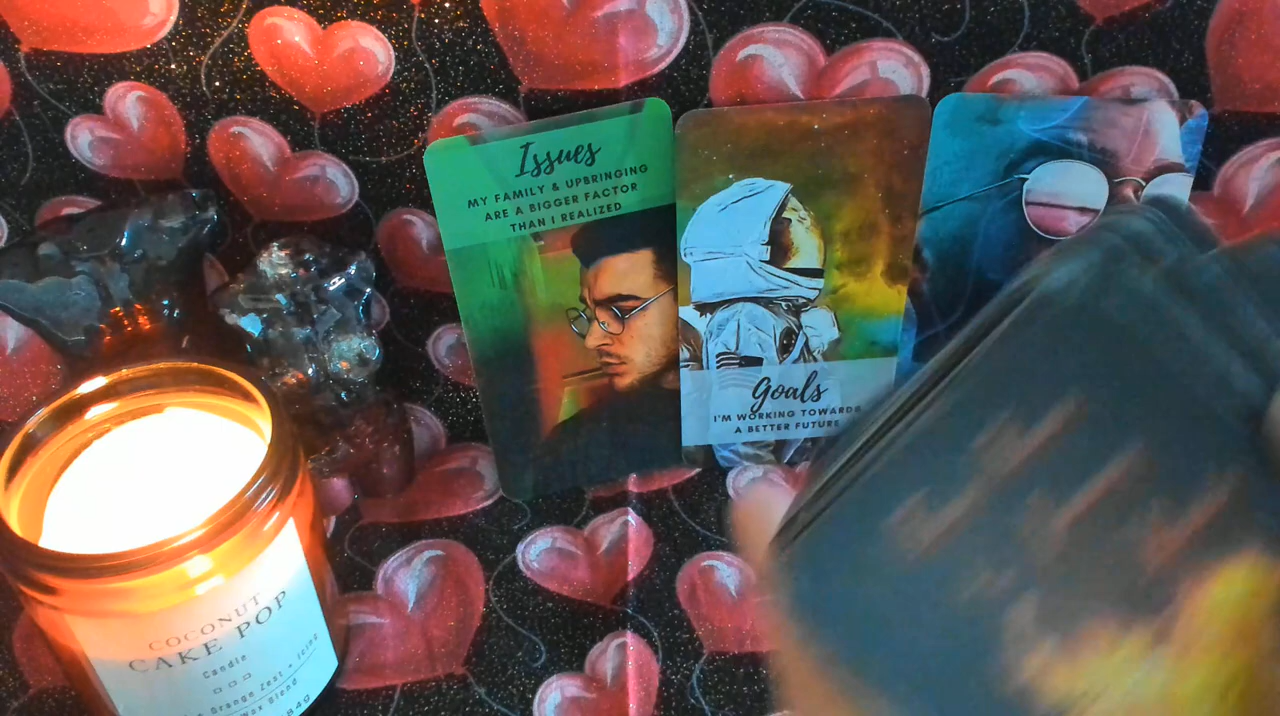 Issues
MY FAMILY & UPBRINGING
ARE A BIGGER FACTOR
THAN I REALIZED
Goals
I'M WORKING TOWARDS
A BETTER FUTURE
COCONUT
CAKE POP
Candle
Orange Zest + Icing
Wax Blend